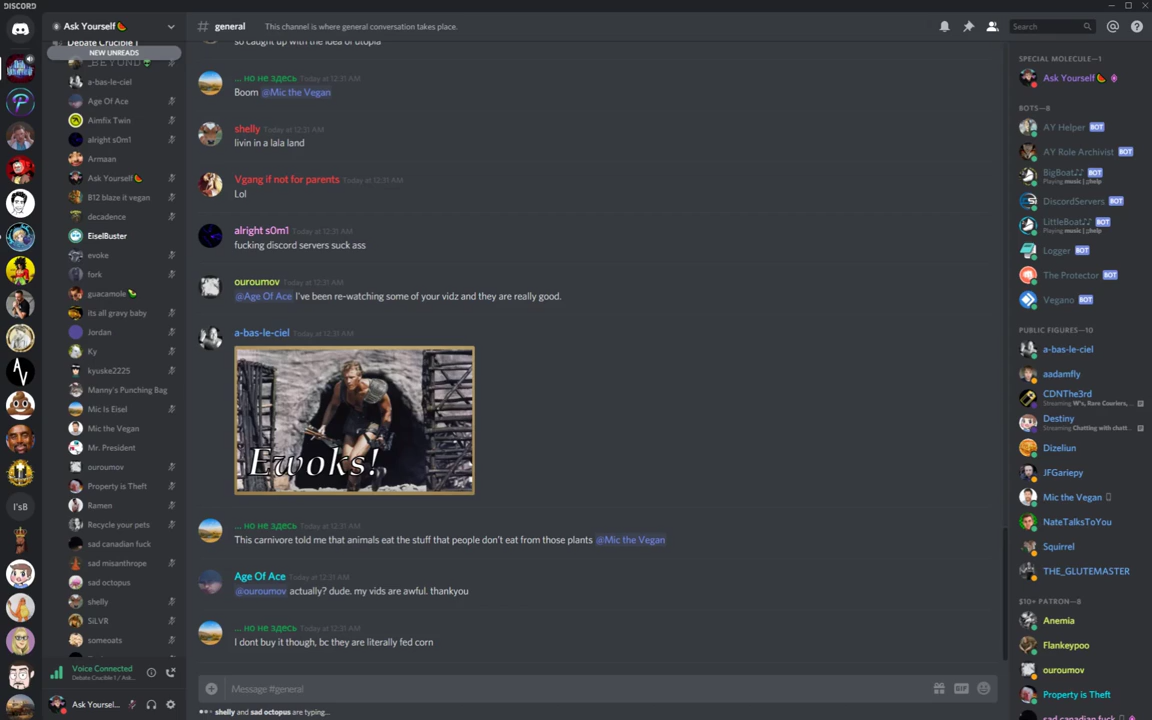 DISCORD
Ask Yourself
# general
This channel is where general conversation takes place.
Search
Debate Crucible 1
NEW UNREADS
BEYOND
a-bas-le-ciel
Age Of Ace
Aimfix Twin
alright s0m1
Armaan
Ask Yourself
B12 blaze it vegan
decadence
EiselBuster
evoke
fork
guacamole
its all gravy baby
Jordan
Ky
kyuske2225
Manny's Punching Bag
Mic Is Eisel
Mic the Vegan
Mr. President
ouroumov
Property is Theft
Ramen
Recycle your pets
sad canadian fuck
sad misanthrope
sad octopus
shelly
SiLVR
someoats
Voice Connected
Debate Crucible 1 / Ask...
Ask Yoursel...
I'sB
so caught up with the idea of utopia
... но не здесь Today at 12:31 AM
Boom @Mic the Vegan
shelly Today at 12:31 AM
livin in a lala land
Vgang if not for parents Today at 12:31 AM
Lol
alright s0m1 Today at 12:31 AM
fucking discord servers suck ass
ouroumov Today at 12:31 AM
@Age Of Ace I've been re-watching some of your vidz and they are really good.
a-bas-le-ciel Today at 12:31 AM
Ewoks!
... но не здесь Today at 12:31 AM
This carnivore told me that animals eat the stuff that people don't eat from those plants @Mic the Vegan
Age Of Ace Today at 12:31 AM
@ouroumov actually? dude. my vids are awful. thankyou
... но не здесь Today at 12:31 AM
I dont buy it though, bc they are literally fed corn
Message #general
GIF
shelly and sad octopus are typing...
SPECIAL MOLECULE—1
Ask Yourself
BOTS—8
AY Helper BOT
AY Role Archivist BOT
BigBoat BOT
Playing music | ;;help
DiscordServers BOT
LittleBoat BOT
Playing music | ;;help
Logger BOT
The Protector BOT
Vegano BOT
PUBLIC FIGURES—10
a-bas-le-ciel
aadamfly
CDNThe3rd
Streaming W's, Rare Couriers, ...
Destiny
Streaming Chatting with chatt...
Dizeliun
JFGariepy
Mic the Vegan
NateTalksToYou
Squirrel
THE_GLUTEMASTER
$10+ PATRON—8
Anemia
Flankeypoo
ouroumov
Property is Theft
sad canadian fuck